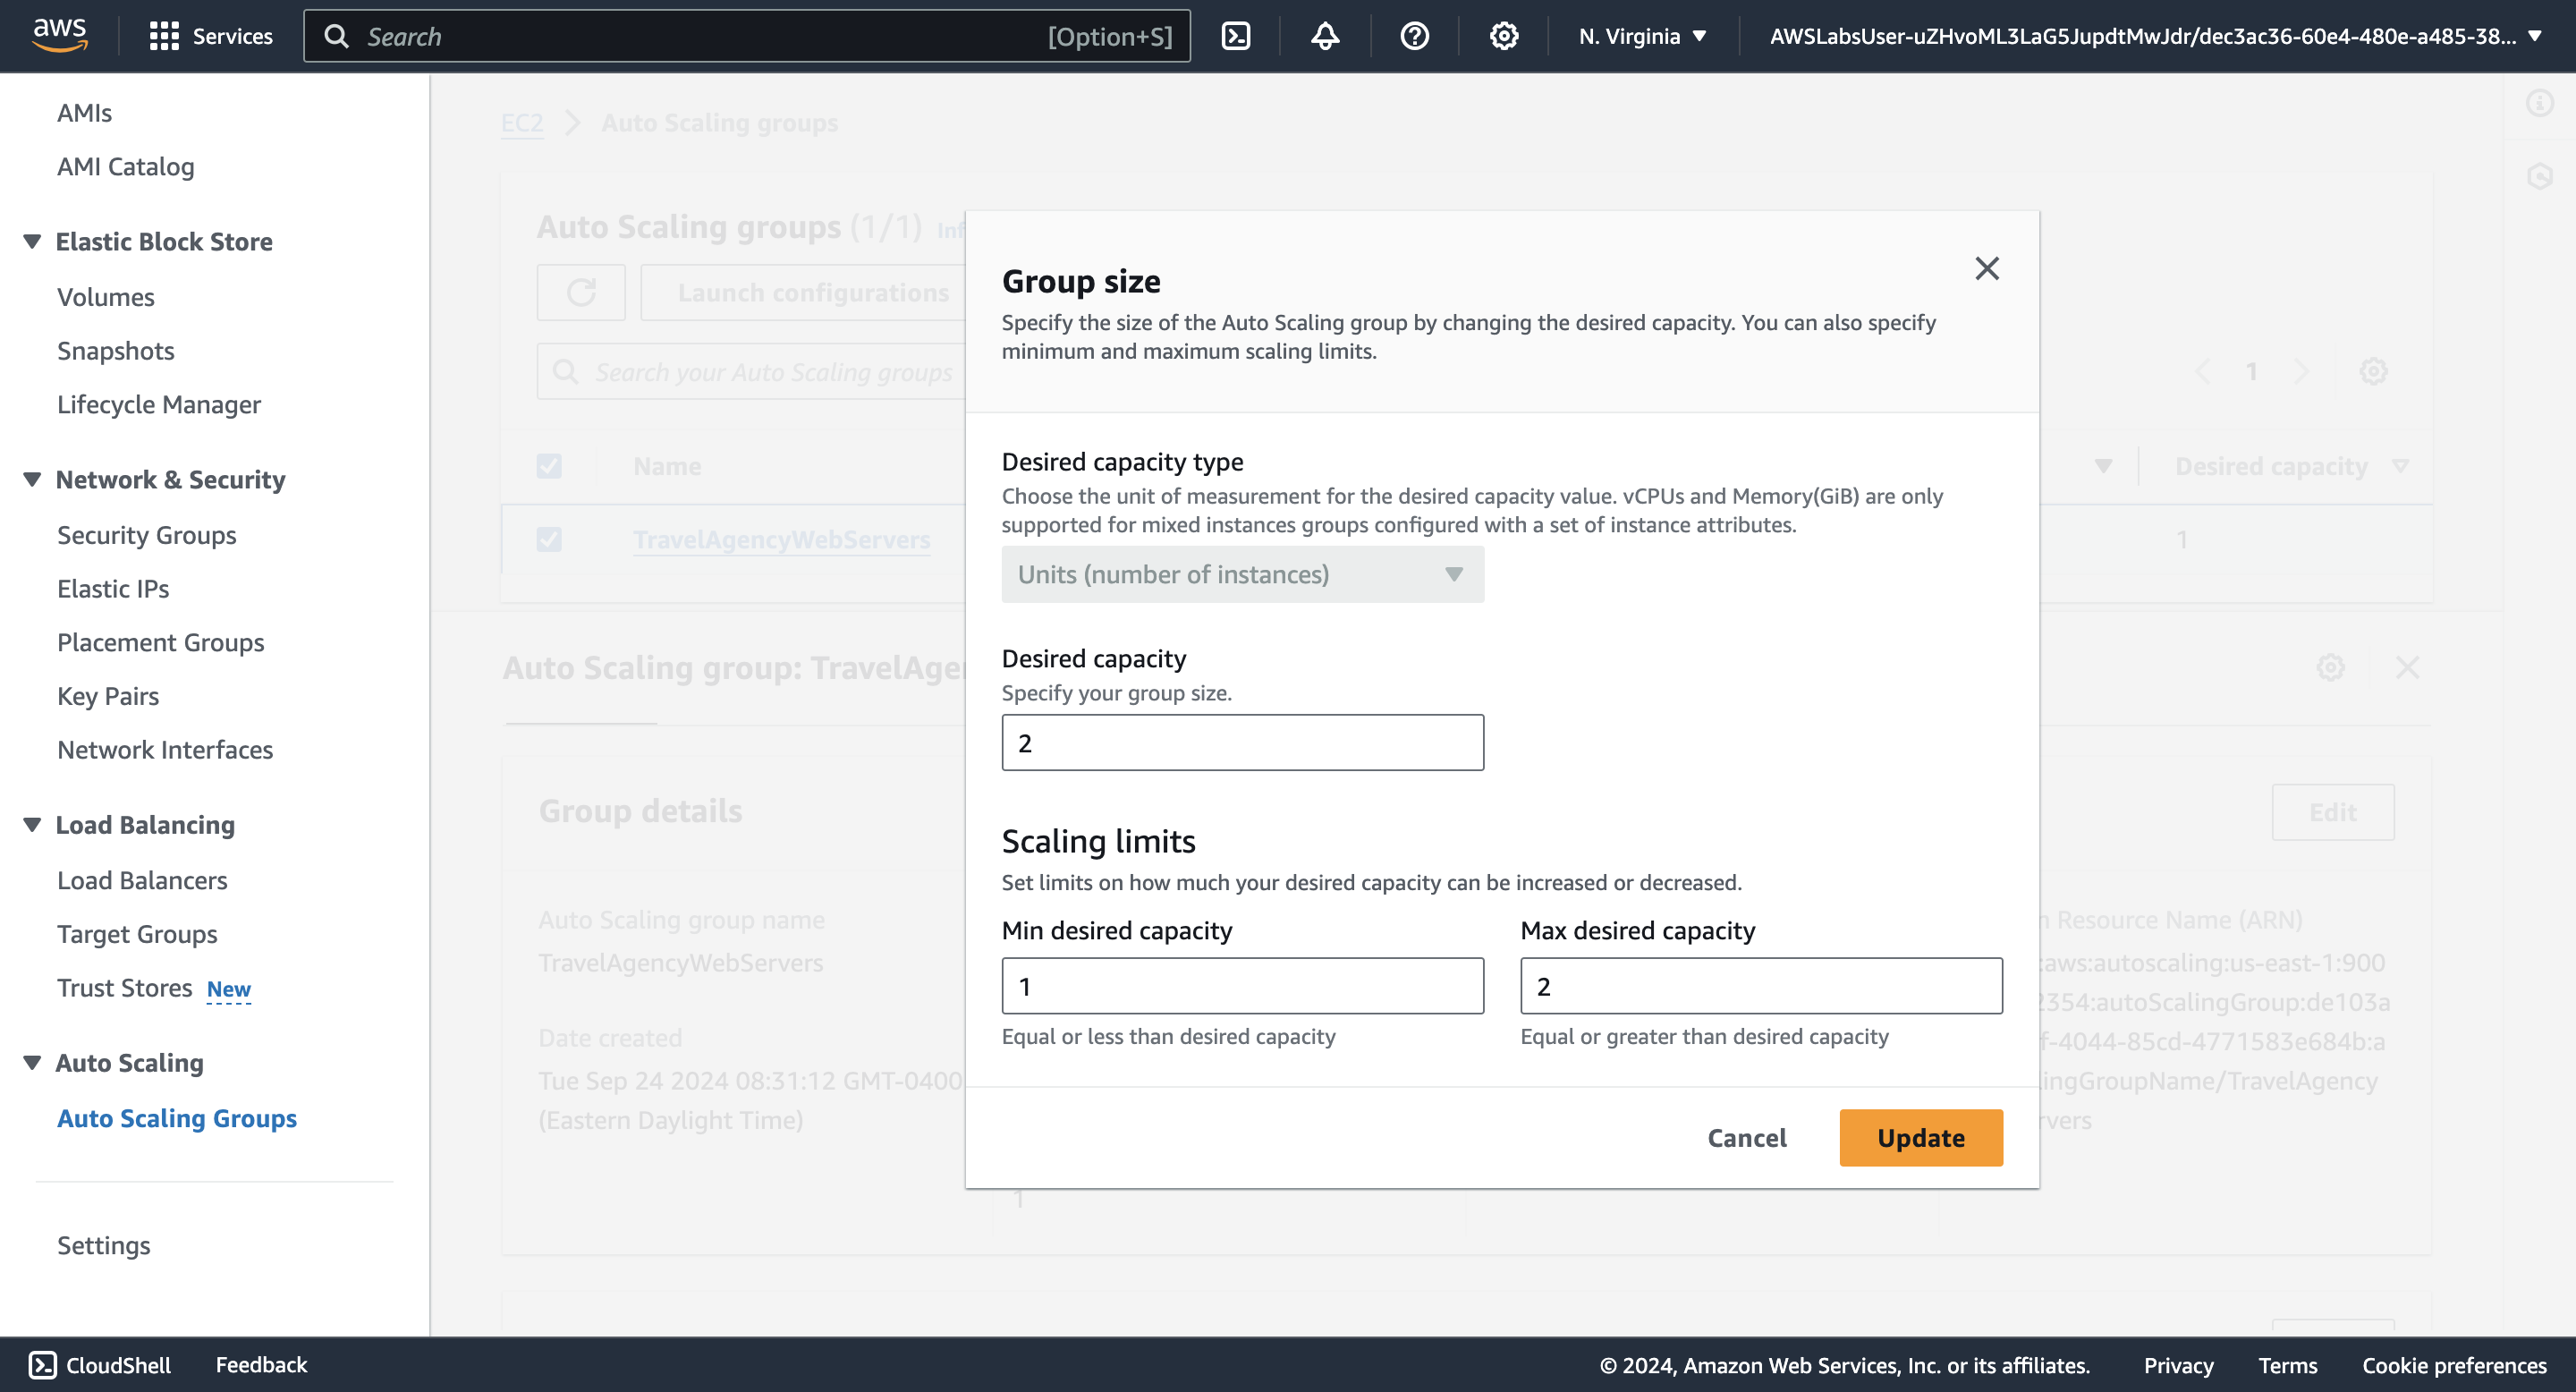 aws
Services
Search
[Option+S]
N. Virginia
AWSLabsUser-uZHvoML3LaG5JupdtMwJdr/dec3ac36-60e4-480e-a485-38...
AMIs
AMI Catalog
Elastic Block Store
Volumes
Snapshots
Lifecycle Manager
Network & Security
Security Groups
Elastic IPs
Placement Groups
Key Pairs
Network Interfaces
Load Balancing
Load Balancers
Target Groups
Trust Stores New
Auto Scaling
Auto Scaling Groups
Settings
EC2
Auto Scaling groups
Auto Scaling groups (1/1) Inf
Launch configurations
Search your Auto Scaling groups
1
Name
Desired capacity
TravelAgencyWebServers
1
Auto Scaling group: TravelAge
Group details
Edit
Auto Scaling group name
TravelAgencyWebServers
Date created
Tue Sep 24 2024 08:31:12 GMT-0400
(Eastern Daylight Time)
1
n Resource Name (ARN)
:aws:autoscaling:us-east-1:900
2354:autoScalingGroup:de103a
f-4044-85cd-4771583e684b:a
lingGroupName/TravelAgency
rvers
Group size
Specify the size of the Auto Scaling group by changing the desired capacity. You can also specify
minimum and maximum scaling limits.
Desired capacity type
Choose the unit of measurement for the desired capacity value. vCPUs and Memory(GiB) are only
supported for mixed instances groups configured with a set of instance attributes.
Units (number of instances)
Desired capacity
Specify your group size.
2
Scaling limits
Set limits on how much your desired capacity can be increased or decreased.
Min desired capacity
1
Equal or less than desired capacity
Max desired capacity
2
Equal or greater than desired capacity
Cancel
Update
CloudShell
Feedback
© 2024, Amazon Web Services, Inc. or its affiliates.
Privacy
Terms
Cookie preferences